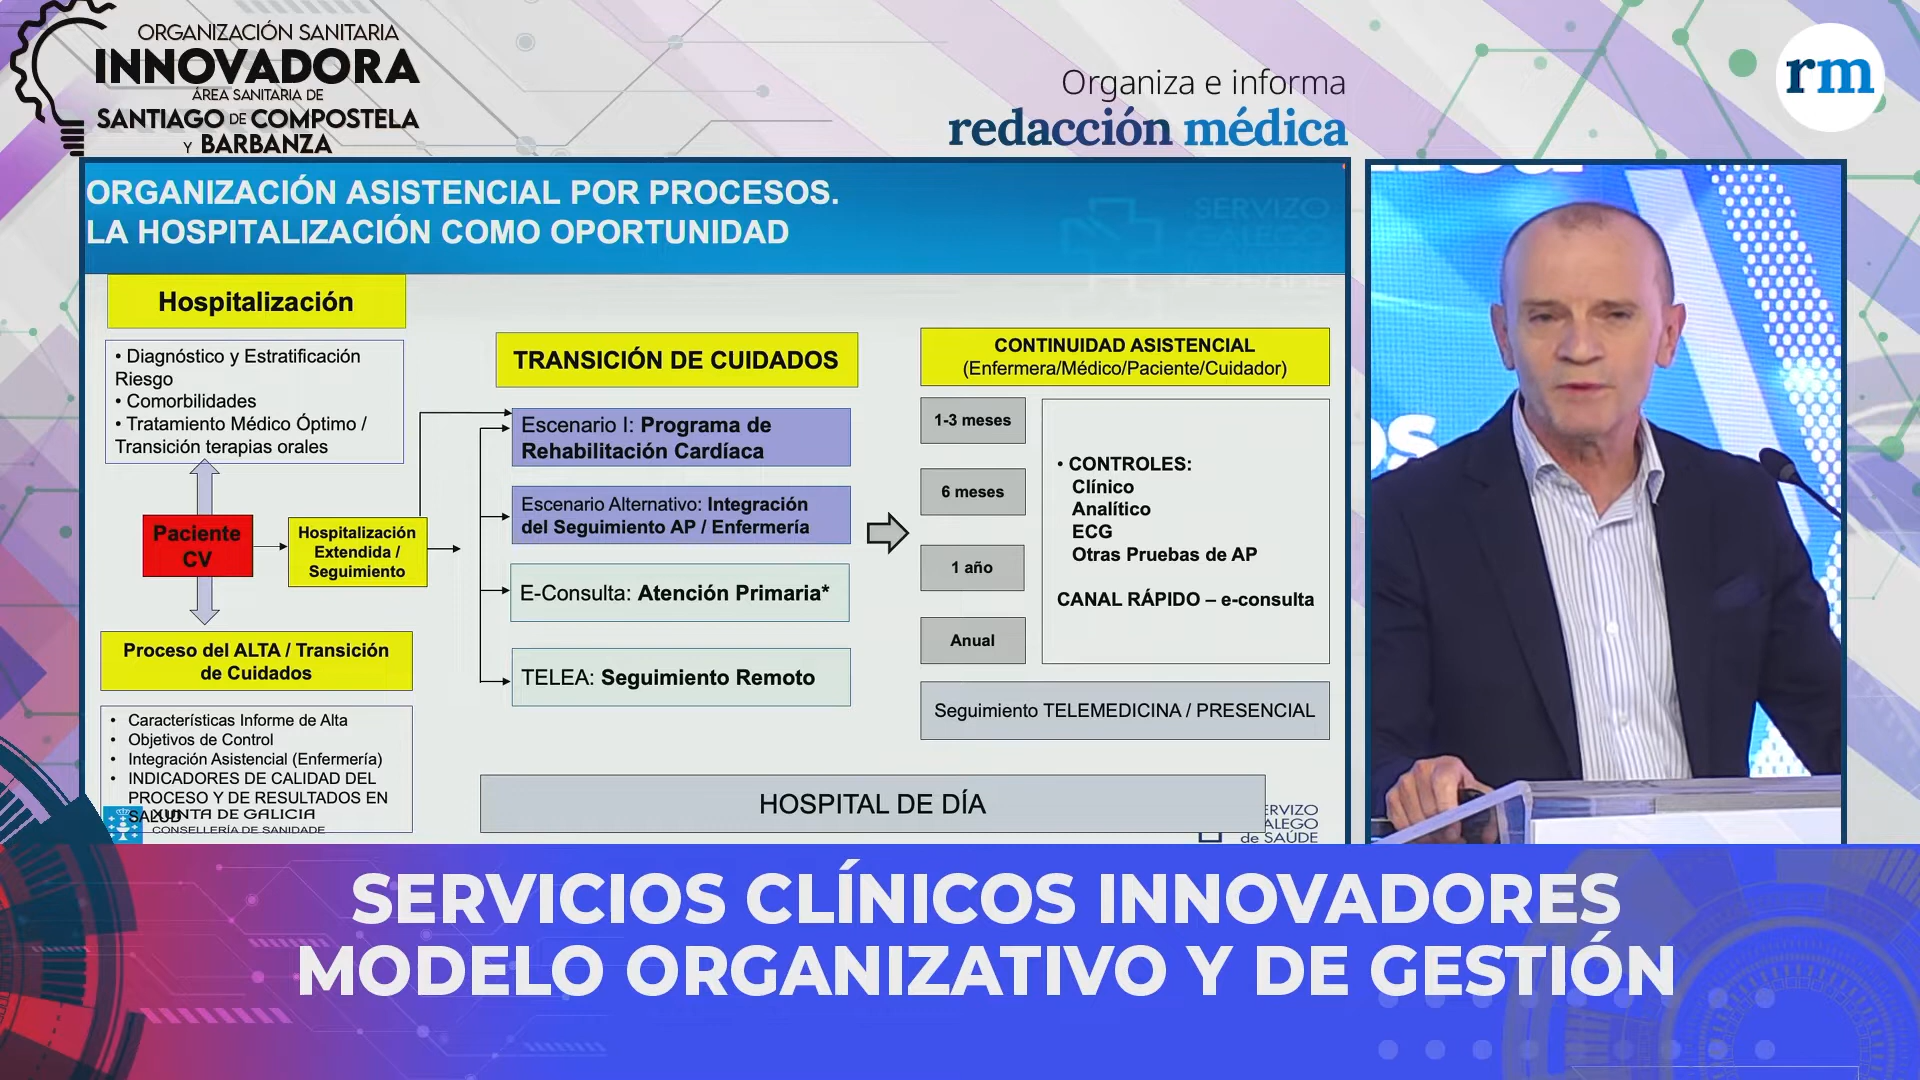 ORGANIZACIÓN SANITARIA
INNOVADORA
ÁREA SANITARIA DE
SANTIAGO DE COMPOSTELA
Y BARBANZA
Organiza e informa
redacción médica
rm
ORGANIZACIÓN ASISTENCIAL POR PROCESOS.
LA HOSPITALIZACIÓN COMO OPORTUNIDAD
SERVIZO
GALEGO
Hospitalización
• Diagnóstico y Estratificación
Riesgo
• Comorbilidades
• Tratamiento Médico Óptimo /
Transición terapias orales
Paciente
CV
Hospitalización
Extendida /
Seguimiento
Proceso del ALTA / Transición
de Cuidados
• Características Informe de Alta
• Objetivos de Control
• Integración Asistencial (Enfermería)
• INDICADORES DE CALIDAD DEL
PROCESO Y DE RESULTADOS EN
SALUD
XUNTA DE GALICIA
CONSELLERÍA DE SANIDADE
TRANSICIÓN DE CUIDADOS
Escenario I: Programa de
Rehabilitación Cardíaca
Escenario Alternativo: Integración
del Seguimiento AP / Enfermería
E-Consulta: Atención Primaria*
TELEA: Seguimiento Remoto
CONTINUIDAD ASISTENCIAL
(Enfermera/Médico/Paciente/Cuidador)
1-3 meses
6 meses
1 año
Anual
• CONTROLES:
Clínico
Analítico
ECG
Otras Pruebas de AP
CANAL RÁPIDO – e-consulta
Seguimiento TELEMEDICINA / PRESENCIAL
HOSPITAL DE DÍA
ERVIZO
ALEGO
de SAÚDE
os
SERVICIOS CLÍNICOS INNOVADORES
MODELO ORGANIZATIVO Y DE GESTIÓN